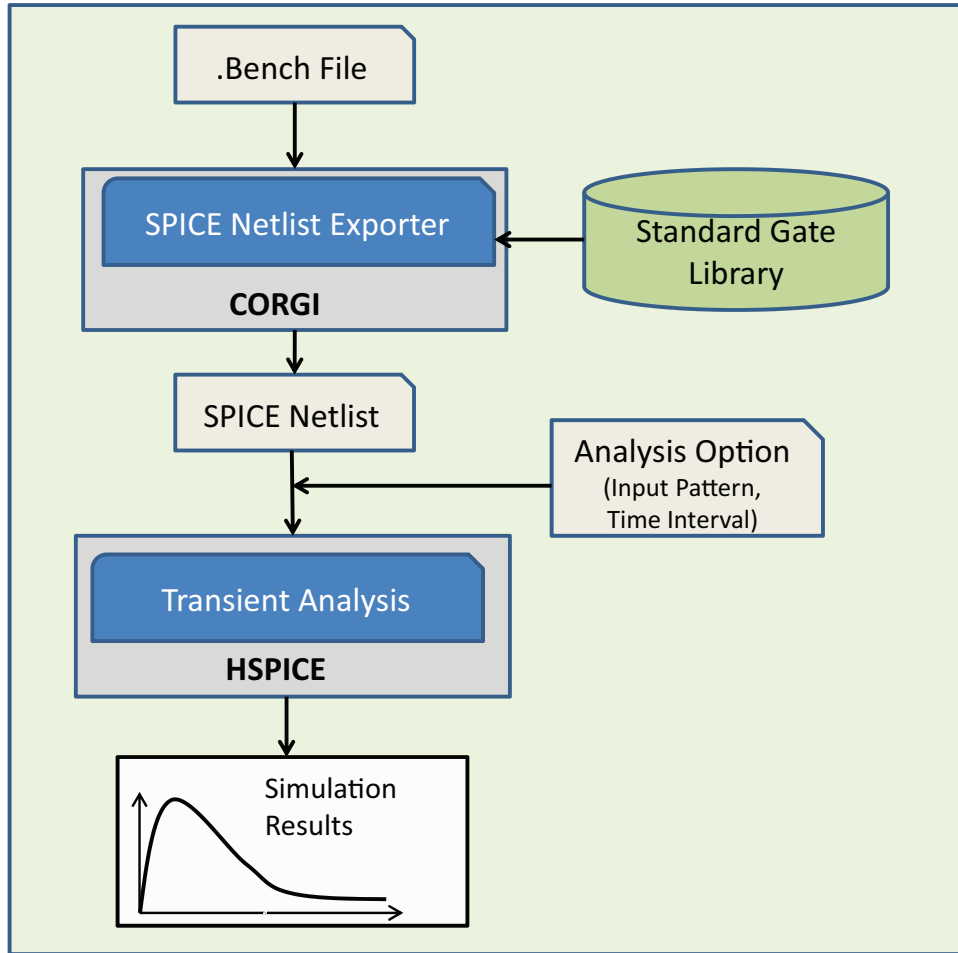 .Bench File
SPICE Netlist Exporter
CORGI
Standard Gate
Library
SPICE Netlist
Analysis Option
(Input Pattern,
Time Interval)
Transient Analysis
HSPICE
Simulation
Results